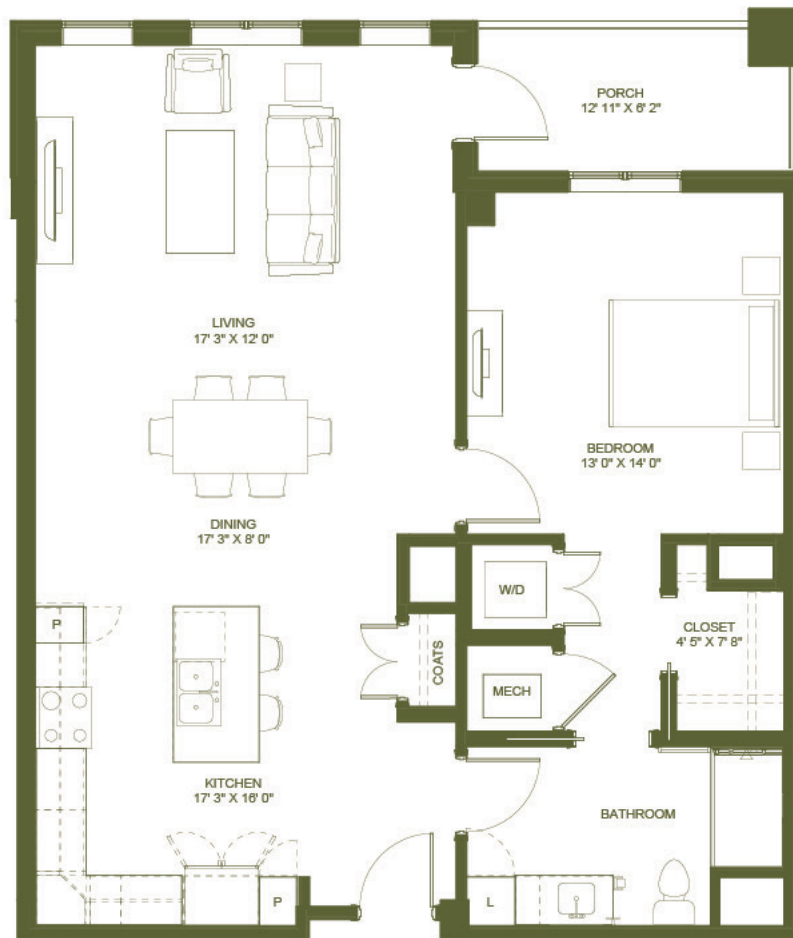 PORCH
12' 11" X 6' 2"
LIVING
17' 3" X 12' 0"
BEDROOM
13' 0" X 14' 0"
DINING
17' 3" X 8' 0"
W/D
P
COATS
CLOSET
4' 5" X 7' 8"
MECH
KITCHEN
17' 3" X 16' 0"
BATHROOM
P
L